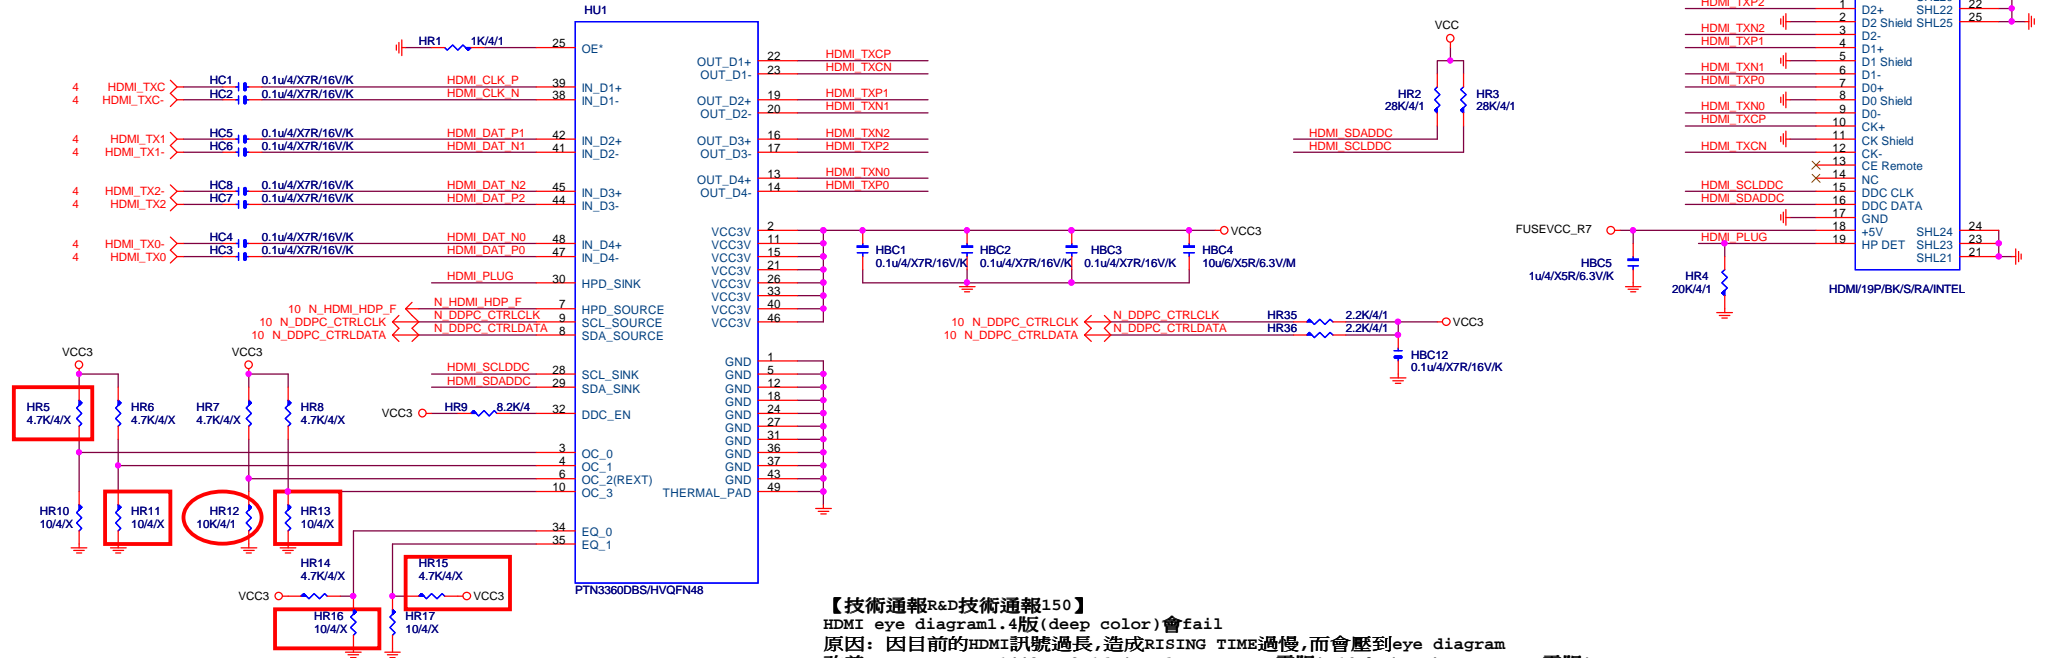 HU1
HR1 1K/4/1 25 OE*
4 HDMI_TXC HC1 0.1u/4/X7R/16V/K HDMI_CLK_P 39 IN_D1+
4 HDMI_TXC- HC2 0.1u/4/X7R/16V/K HDMI_CLK_N 38 IN_D1-
4 HDMI_TX1 HC5 0.1u/4/X7R/16V/K HDMI_DAT_P1 42 IN_D2+
4 HDMI_TX1- HC6 0.1u/4/X7R/16V/K HDMI_DAT_N1 41 IN_D2-
4 HDMI_TX2- HC8 0.1u/4/X7R/16V/K HDMI_DAT_N2 45 IN_D3+
4 HDMI_TX2 HC7 0.1u/4/X7R/16V/K HDMI_DAT_P2 44 IN_D3-
4 HDMI_TX0- HC4 0.1u/4/X7R/16V/K HDMI_DAT_N0 48 IN_D4+
4 HDMI_TX0 HC3 0.1u/4/X7R/16V/K HDMI_DAT_P0 47 IN_D4-
HDMI_PLUG 30 HPD_SINK
10 N_HDMI_HDP_F N_HDMI_HDP_F 7 HPD_SOURCE
10 N_DDPC_CTRLCLK N_DDPC_CTRLCLK 9 SCL_SOURCE
10 N_DDPC_CTRLDATA N_DDPC_CTRLDATA 8 SDA_SOURCE
HDMI_SCLDDC 28 SCL_SINK
HDMI_SDADDC 29 SDA_SINK
VCC3 HR9 8.2K/4 32 DDC_EN
3 OC_0
4 OC_1
6 OC_2(REXT)
10 OC_3
34 EQ_0
35 EQ_1
VCC3 VCC3
HR5 HR6 HR7 HR8
4.7K/4/X 4.7K/4/X 4.7K/4/X 4.7K/4/X
HR10 HR11 HR12 HR13
10/4/X 10/4/X 10K/4/1 10/4/X
HR14 HR15
4.7K/4/X 4.7K/4/X
VCC3 VCC3
HR16 HR17
10/4/X 10/4/X
OUT_D1+ 22 HDMI_TXCP
OUT_D1- 23 HDMI_TXCN
OUT_D2+ 19 HDMI_TXP1
OUT_D2- 20 HDMI_TXN1
OUT_D3+ 16 HDMI_TXN2
OUT_D3- 17 HDMI_TXP2
OUT_D4+ 13 HDMI_TXN0
OUT_D4- 14 HDMI_TXP0
VCC3V 2
VCC3V 11
VCC3V 15
VCC3V 21
VCC3V 26
VCC3V 33
VCC3V 40
VCC3V 46
GND 1
GND 5
GND 12
GND 18
GND 24
GND 27
GND 31
GND 36
GND 37
GND 43
THERMAL_PAD 49
PTN3360DBS/HVQFN48
VCC3
HBC1 HBC2 HBC3 HBC4
0.1u/4/X7R/16V/K 0.1u/4/X7R/16V/K 0.1u/4/X7R/16V/K 10u/6/X5R/6.3V/M
10 N_DDPC_CTRLCLK N_DDPC_CTRLCLK HR35 2.2K/4/1 VCC3
10 N_DDPC_CTRLDATA N_DDPC_CTRLDATA HR36 2.2K/4/1
HBC12
0.1u/4/X7R/16V/K
VCC
HR2 HR3
28K/4/1 28K/4/1
HDMI_SDADDC
HDMI_SCLDDC
HDMI_TXP2 1 D2+ SHL22 22
2 D2 Shield SHL25 25
HDMI_TXN2 3 D2-
HDMI_TXP1 4 D1+
5 D1 Shield
HDMI_TXN1 6 D1-
HDMI_TXP0 7 D0+
8 D0 Shield
HDMI_TXN0 9 D0-
HDMI_TXCP 10 CK+
11 CK Shield
HDMI_TXCN 12 CK-
13 CE Remote
14 NC
HDMI_SCLDDC 15 DDC CLK
HDMI_SDADDC 16 DDC DATA
17 GND
FUSEVCC_R7 18 +5V SHL24 24
HDMI_PLUG 19 HP DET SHL23 23
SHL21 21
HBC5
1u/4/X5R/6.3V/K
HR4
20K/4/1
HDMI/19P/BK/S/RA/INTEL
【技術通報R&D技術通報150】
HDMI eye diagram1.4版(deep color)會fail
原因: 因目前的HDMI訊號過長,造成RISING TIME過慢,而會壓到eye diagram